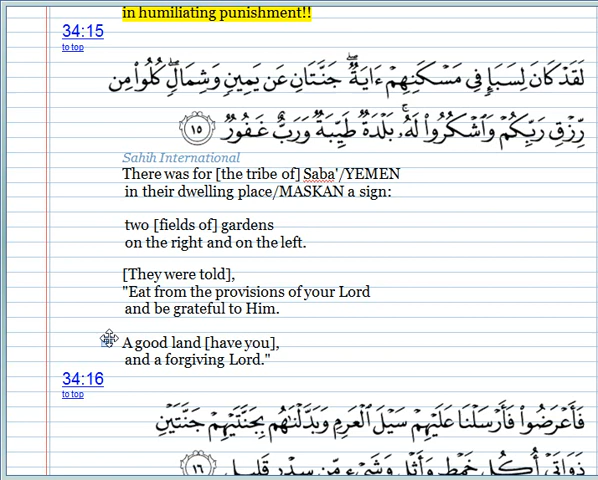 in humiliating punishment!!
34:15
to top
لَقَدْ كَانَ لِسَبَإٍ فِي مَسْكَنِهِمْ ءَايَةٌ ۖ جَنَّتَانِ عَن يَمِينٍ وَشِمَالٍ ۖ كُلُوا۟ مِن
رِّزْقِ رَبِّكُمْ وَٱشْكُرُوا۟ لَهُۥ ۚ بَلْدَةٌ طَيِّبَةٌ وَرَبٌّ غَفُورٌ ١٥
Sahih International
There was for [the tribe of] Saba'/YEMEN
in their dwelling place/MASKAN a sign:
two [fields of] gardens
on the right and on the left.
[They were told],
"Eat from the provisions of your Lord
and be grateful to Him.
A good land [have you],
and a forgiving Lord."
34:16
to top
فَأَعْرَضُوا۟ فَأَرْسَلْنَا عَلَيْهِمْ سَيْلَ ٱلْعَرِمِ وَبَدَّلْنَٰهُم بِجَنَّتَيْهِمْ جَنَّتَيْنِ
ذَوَاتَىْ أُكُلٍ خَمْطٍ وَأَثْلٍ وَشَىْءٍ مِّن سِدْرٍ قَلِيلٍ ١٦